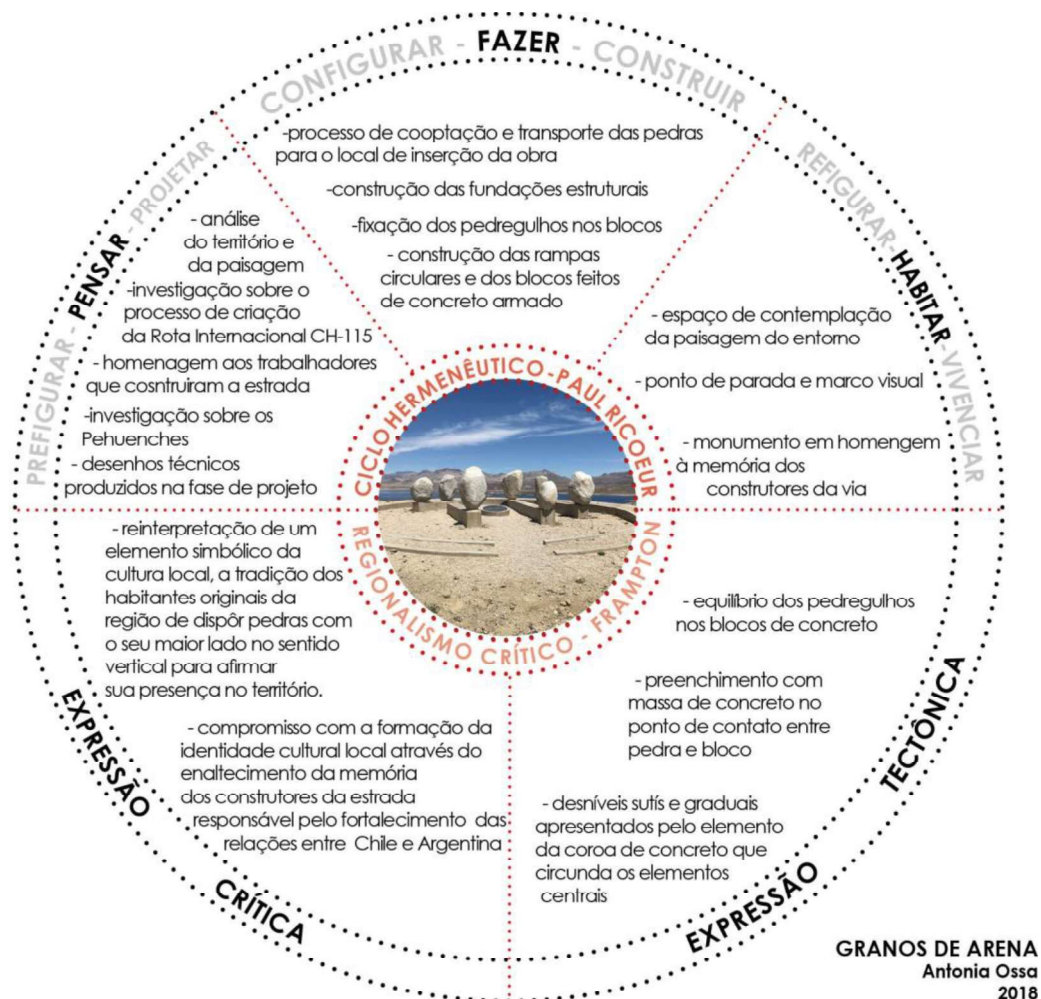 CONFIGURAR - FAZER - CONSTRUIR
-processo de cooptação e transporte das pedras
para o local de inserção da obra
-construção das fundações estruturais
-fixação dos pedregulhos nos blocos
- construção das rampas
circulares e dos blocos feitos
de concreto armado
PREFIGURAR - PENSAR - PROJETAR
- análise
do território e
da paisagem
-investigação sobre o
processo de criação
da Rota Internacional CH-115
- homenagem aos trabalhadores
que cosntruiram a estrada
-investigação sobre os
Pehuenches
- desenhos técnicos
produzidos na fase de projeto
REFIGURAR - HABITAR - VIVENCIAR
- espaço de contemplação
da paisagem do entorno
- ponto de parada e marco visual
- monumento em homengem
à memória dos
construtores da via
CICLO HERMENÊUTICO - PAUL RICOEUR
REGIONALISMO CRÍTICO - FRAMPTON
- reinterpretação de um
elemento simbólico da
cultura local, a tradição dos
habitantes originais da
região de dispôr pedras com
o seu maior lado no sentido
vertical para afirmar
sua presença no território.
- compromisso com a formação da
identidade cultural local através do
enaltecimento da memória
dos construtores da estrada
responsável pelo fortalecimento das
relações entre Chile e Argentina
EXPRESSÃO
CRÍTICA
- equilíbrio dos pedregulhos
nos blocos de concreto
- preenchimento com
massa de concreto no
ponto de contato entre
pedra e bloco
- desníveis sutís e graduais
apresentados pelo elemento
da coroa de concreto que
circunda os elementos
centrais
EXPRESSÃO
TECTÔNICA
GRANOS DE ARENA
Antonia Ossa
2018